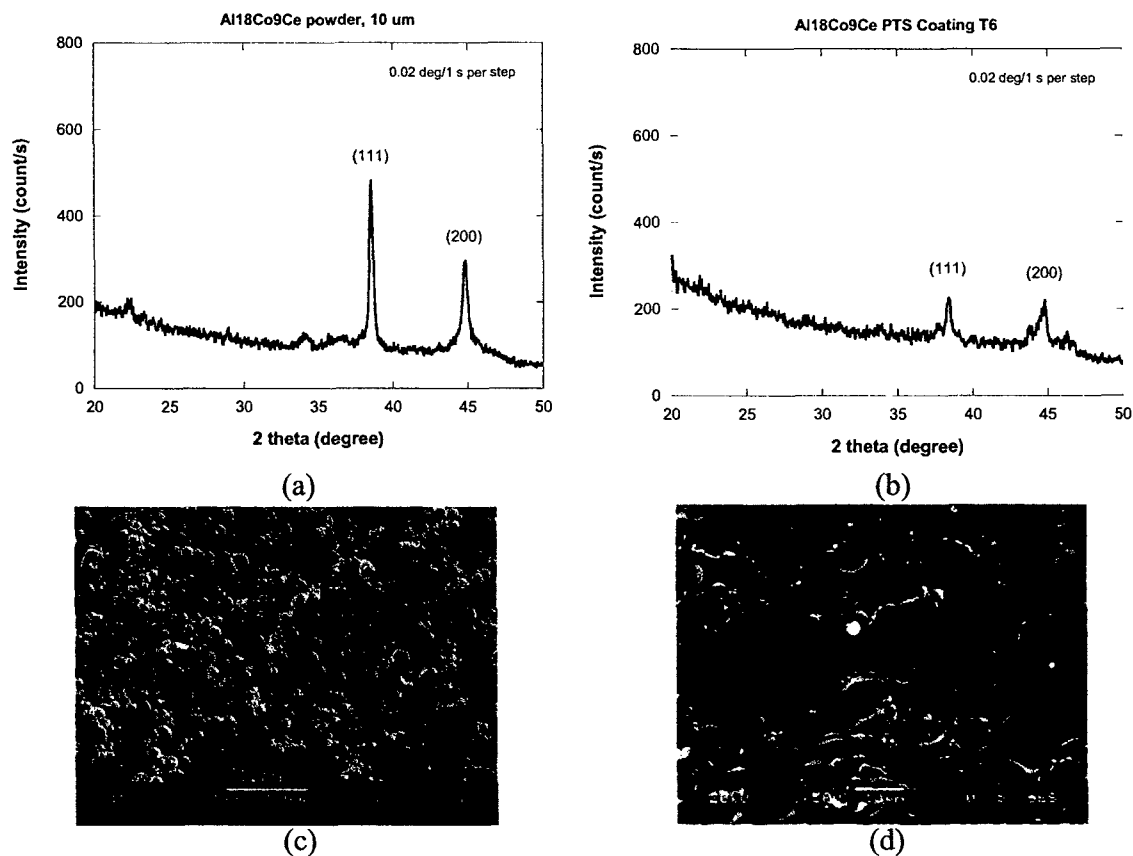 Al18Co9Ce powder, 10 um
800
600
400
200
0
0.02 deg/1 s per step
(111)
(200)
Intensity (count/s)
20 25 30 35 40 45 50
2 theta (degree)
(a)
Al18Co9Ce PTS Coating T6
800
600
400
200
0
0.02 deg/1 s per step
(111)
(200)
Intensity (count/s)
20 25 30 35 40 45 50
2 theta (degree)
(b)
(c)
(d)